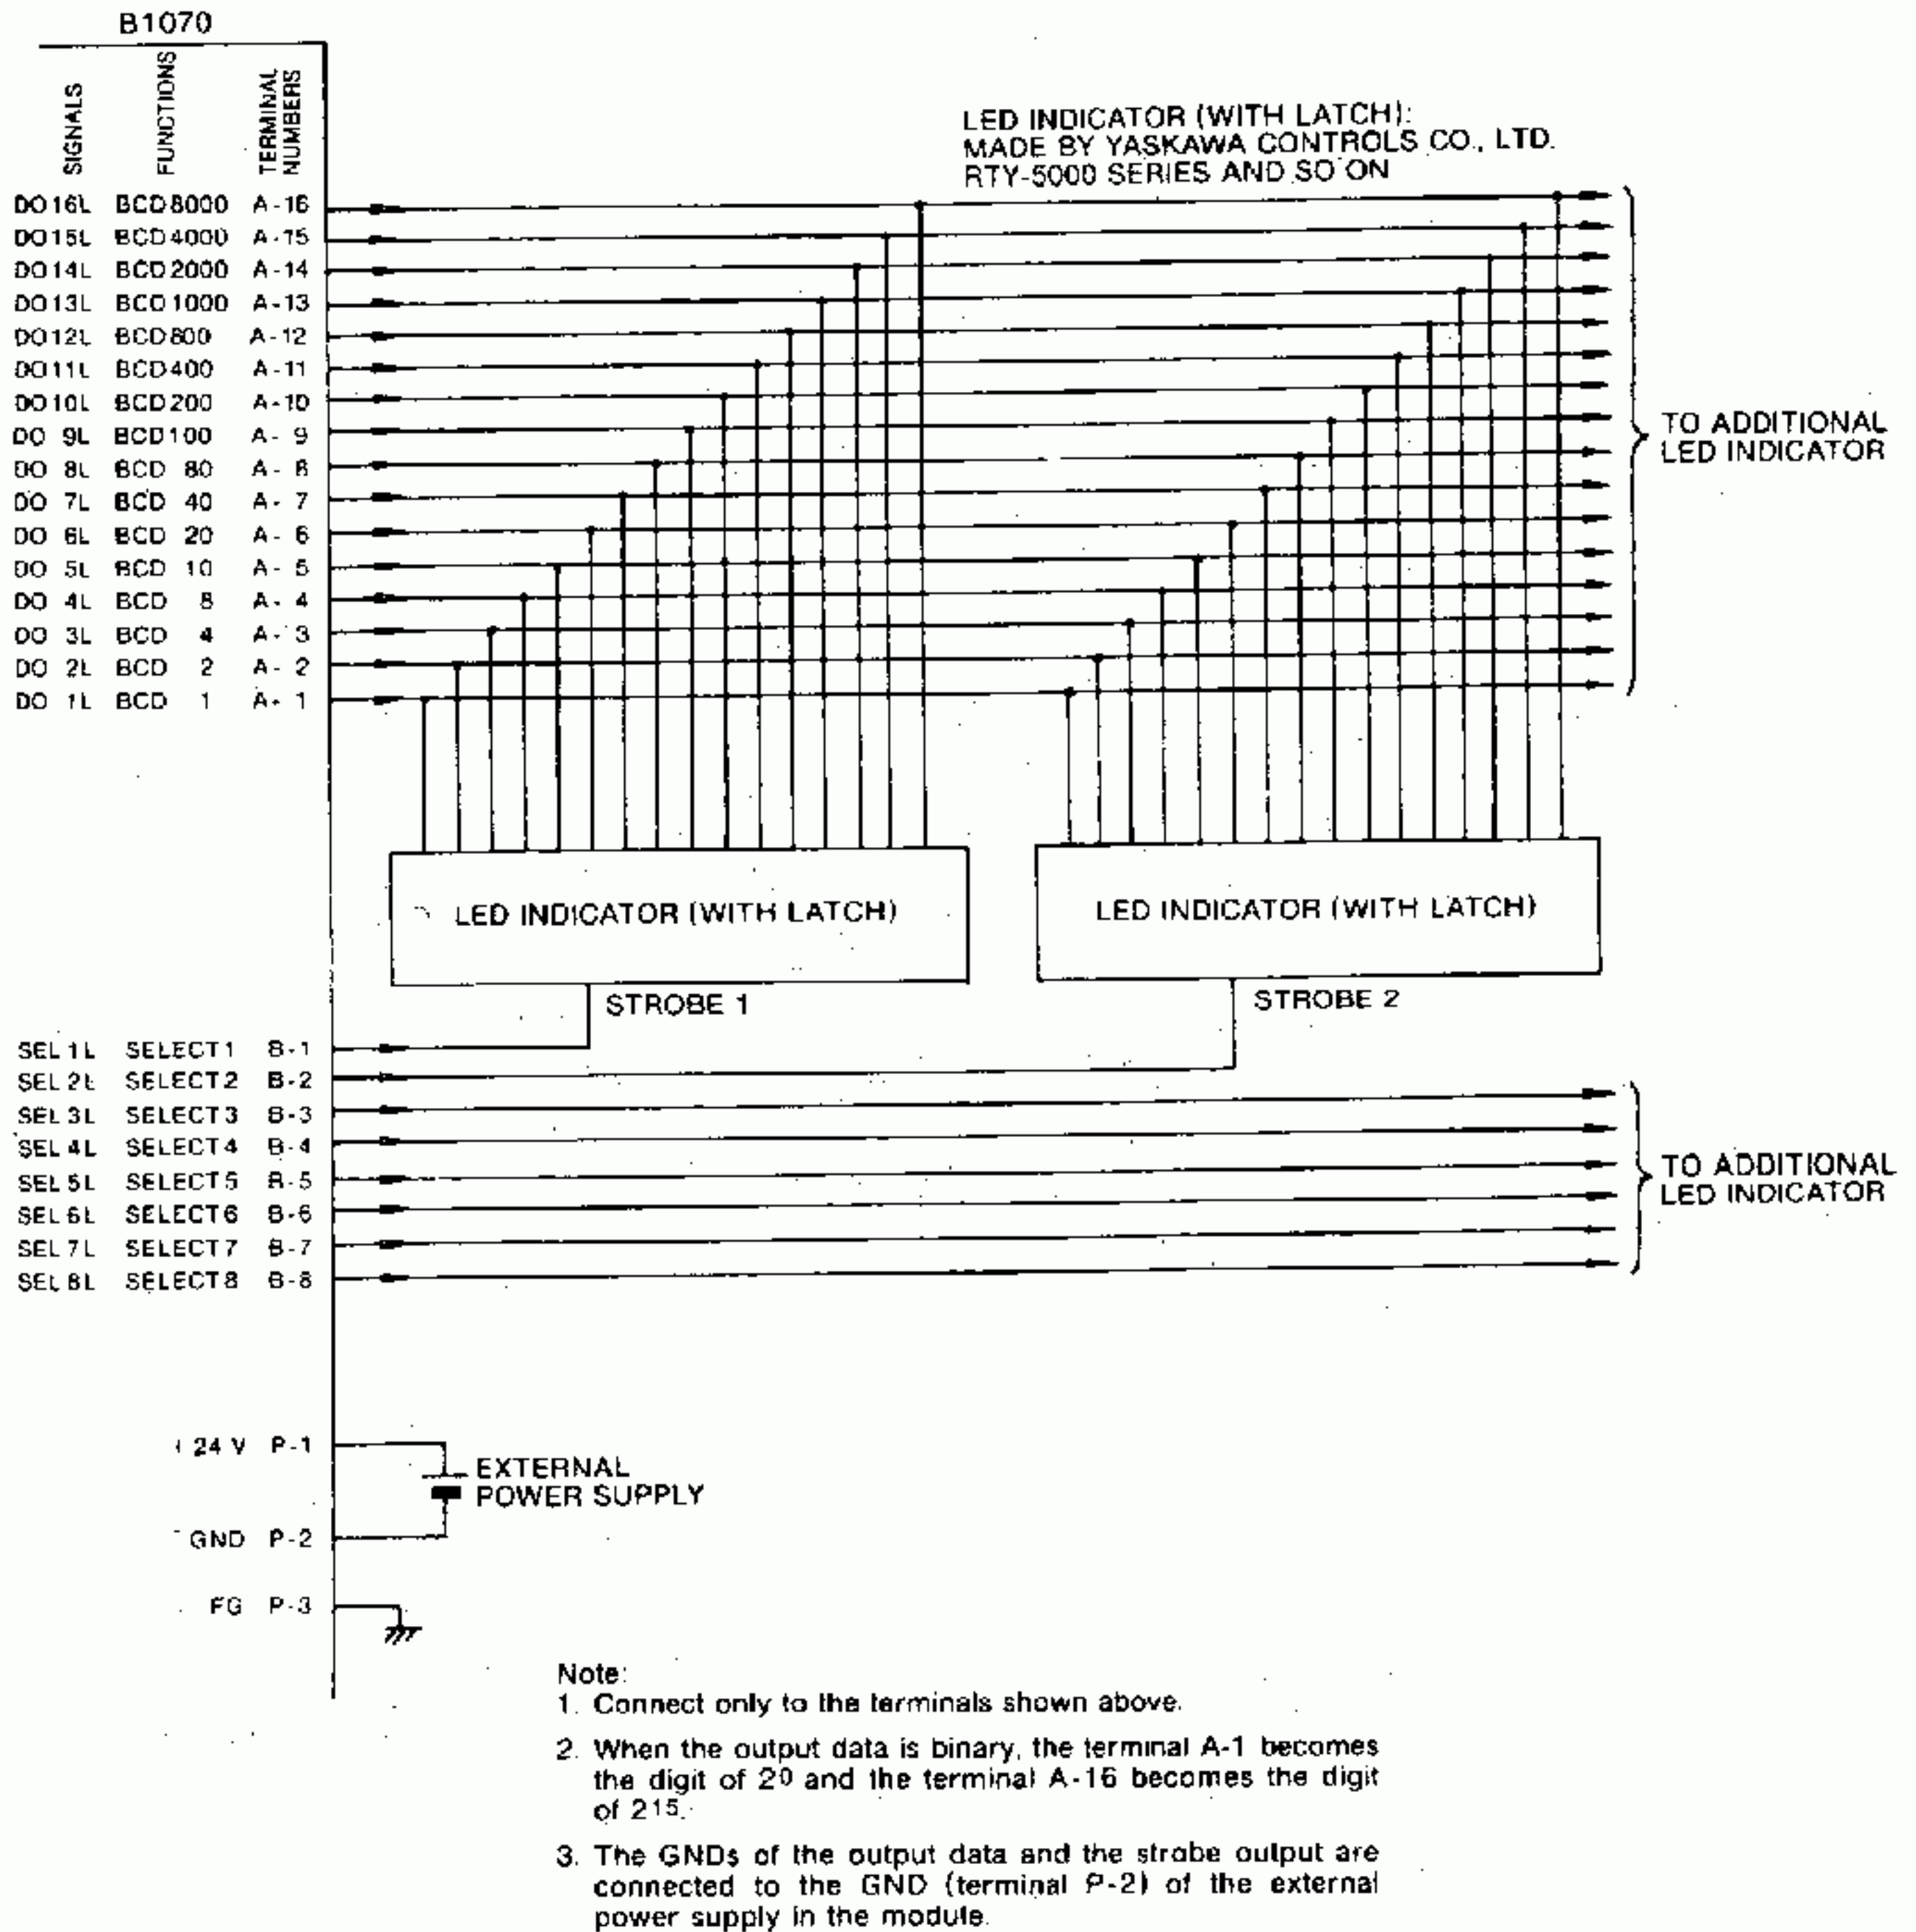 B1070
SIGNALS FUNCTIONS TERMINAL NUMBERS
LED INDICATOR (WITH LATCH):
MADE BY YASKAWA CONTROLS CO., LTD.
RTY-5000 SERIES AND SO ON
DO16L BCD8000 A-16
DO15L BCD4000 A-15
DO14L BCD2000 A-14
DO13L BCD1000 A-13
DO12L BCD800 A-12
DO11L BCD400 A-11
DO10L BCD200 A-10
DO 9L BCD100 A- 9
DO 8L BCD 80 A- 8
DO 7L BCD 40 A- 7
DO 6L BCD 20 A- 6
DO 5L BCD 10 A- 5
DO 4L BCD 8 A- 4
DO 3L BCD 4 A- 3
DO 2L BCD 2 A- 2
DO 1L BCD 1 A- 1
TO ADDITIONAL
LED INDICATOR
LED INDICATOR (WITH LATCH)
LED INDICATOR (WITH LATCH)
STROBE 1
STROBE 2
SEL 1L SELECT1 B-1
SEL 2L SELECT2 B-2
SEL 3L SELECT3 B-3
SEL 4L SELECT4 B-4
SEL 5L SELECT5 B-5
SEL 6L SELECT6 B-6
SEL 7L SELECT7 B-7
SEL 8L SELECT8 B-8
TO ADDITIONAL
LED INDICATOR
24 V P-1
EXTERNAL
POWER SUPPLY
GND P-2
FG P-3
Note:
1. Connect only to the terminals shown above.
2. When the output data is binary, the terminal A-1 becomes
the digit of 2⁰ and the terminal A-16 becomes the digit
of 2¹⁵.
3. The GNDs of the output data and the strobe output are
connected to the GND (terminal P-2) of the external
power supply in the module.